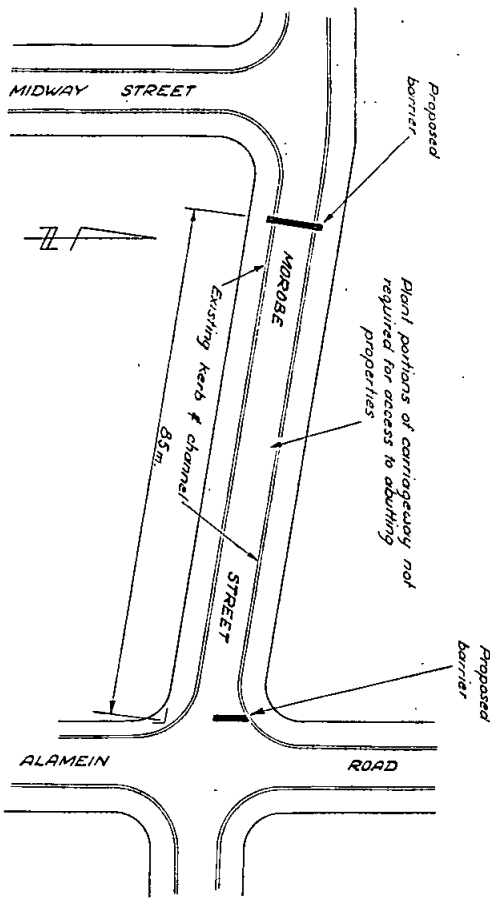 MIDWAY STREET
Proposed
barrier
MOROBE
Plant portions of carriageway not
required for access to abutting
properties
Existing kerb & channel
85m.
STREET
Proposed
barrier
ALAMEIN
ROAD
N